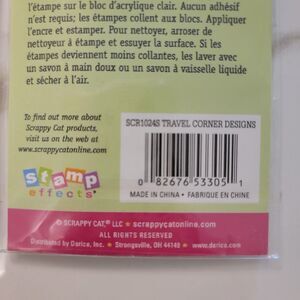 l'étampe sur le bloc d'acrylique clair. Aucun adhésif
n'est requis; les étampes collent aux blocs. Appliquer
l'encre et estamper. Pour nettoyer, arroser de
nettoyeur à étampe et essuyer la surface. Si les
étampes deviennent moins collantes, les laver avec
un savon à main doux ou un savon à vaisselle liquide
et sécher à l'air.
To find out more about
Scrappy Cat products,
visit us on the web at
www.scrappycatonline.com
stamp
effects
SCR1024S TRAVEL CORNER DESIGNS
0 82676 53305 1
MADE IN CHINA • FABRIQUE EN CHINE
© SCRAPPY CAT,® LLC ☆ scrappycatonline.com
ALL RIGHTS RESERVED
Distributed by Darice, Inc. ☆ Strongsville, OH 44149 ☆ www.darice.com